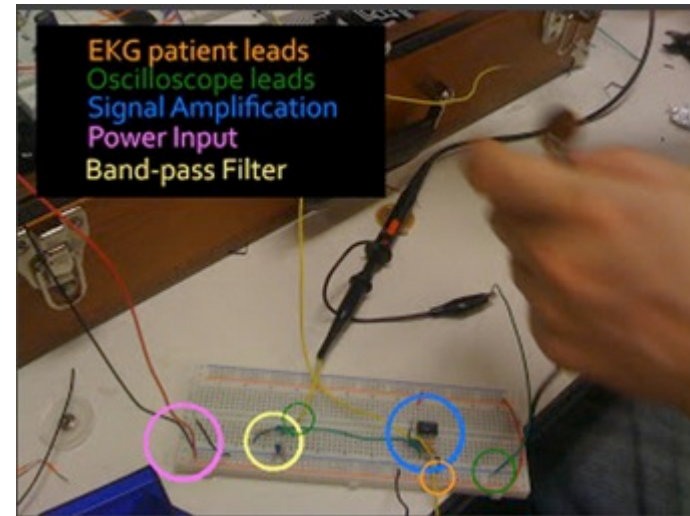 EKG patient leads
Oscilloscope leads
Signal Amplification
Power Input
Band-pass Filter